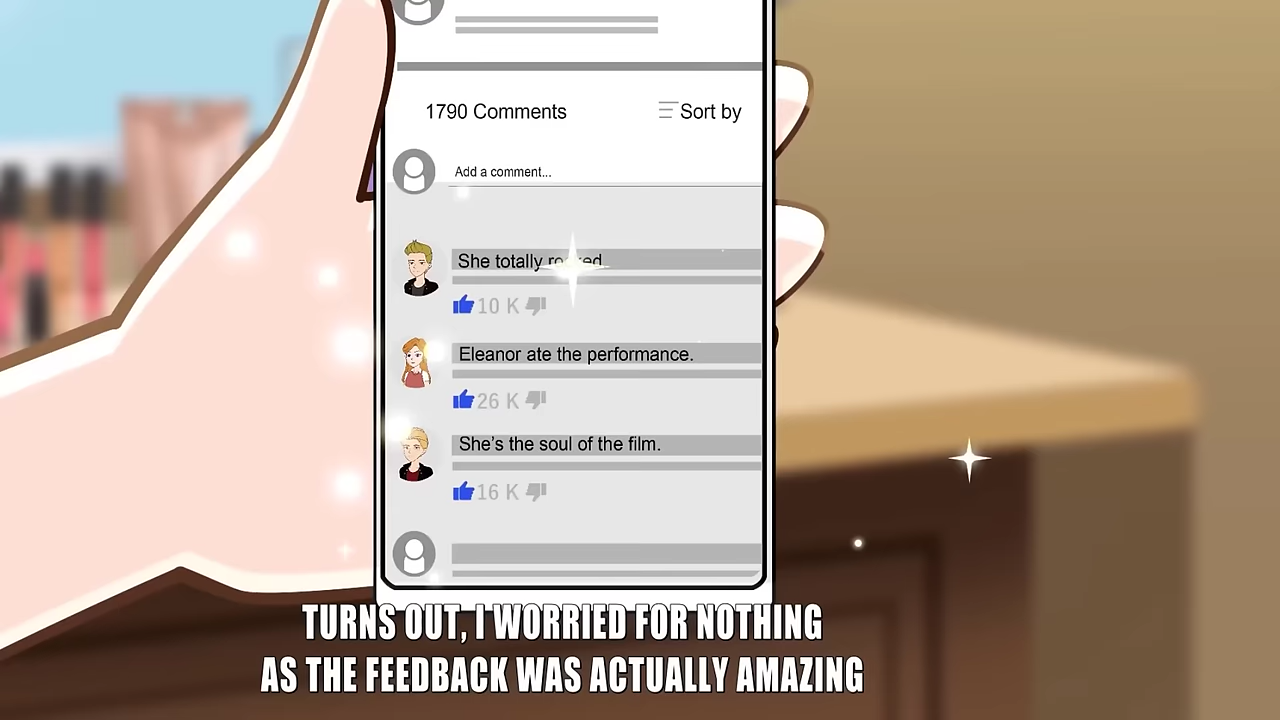 1790 Comments
Sort by
Add a comment...
She totally
10 K
Eleanor ate the performance.
26 K
She's the soul of the film.
16 K
TURNS OUT, I WORRIED FOR NOTHING
AS THE FEEDBACK WAS ACTUALLY AMAZING